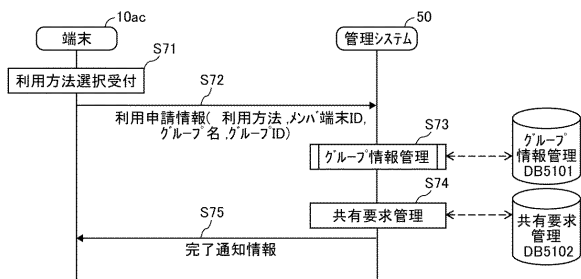 10ac
端末
50
管理システム
S71
利用方法選択受付
S72
利用申請情報( 利用方法 ,ﾒﾝﾊﾞ端末ID,
ｸﾞﾙｰﾌﾟ名 ,ｸﾞﾙｰﾌﾟID)
S73
ｸﾞﾙｰﾌﾟ情報管理
ｸﾞﾙｰﾌﾟ
情報管理
DB5101
S74
共有要求管理
共有要求
管理
DB5102
S75
完了通知情報